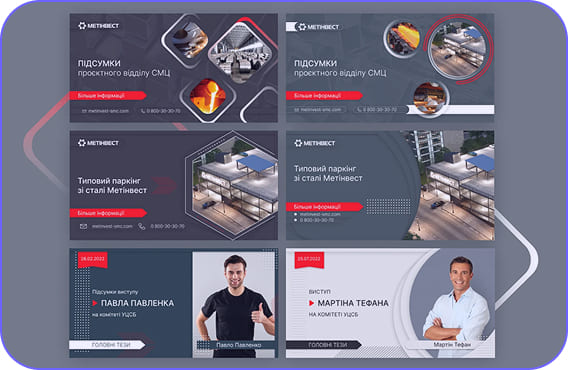 МЕТІНВЕСТ
ПІДСУМКИ
проєктного відділу СМЦ
Більше інформації
metinvest-smc.com
0 800-30-30-70
МЕТІНВЕСТ
ПІДСУМКИ
проєктного відділу СМЦ
Більше інформації
metinvest-smc.com
0 800-30-30-70
МЕТІНВЕСТ
Типовий паркінг
зі сталі Метінвест
Більше інформації
metinvest-smc.com
0 800-30-30-70
МЕТІНВЕСТ
Типовий паркінг
зі сталі Метінвест
Більше інформації
metinvest-smc.com
0 800-30-30-70
28.02.2022
Підсумки виступу
ПАВЛА ПАВЛЕНКА
на комітеті УЦСБ
ГОЛОВНІ ТЕЗИ
Павло Павленко
25.07.2022
ВИСТУП
МАРТІНА ТЕФАНА
НА КОМІТЕТІ УЦСБ
ГОЛОВНІ ТЕЗИ
Мартін Тефан